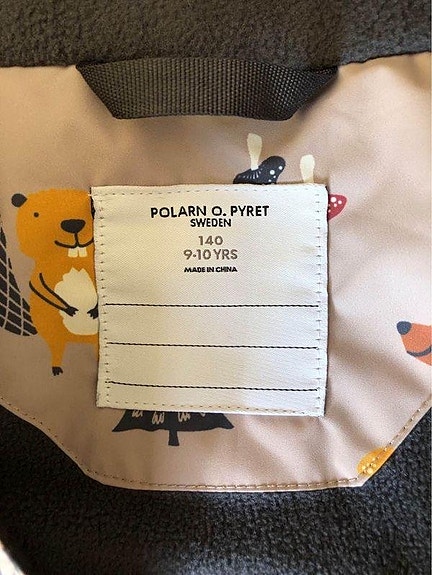 POLARN O. PYRET
SWEDEN
140
9-10 YRS
MADE IN CHINA